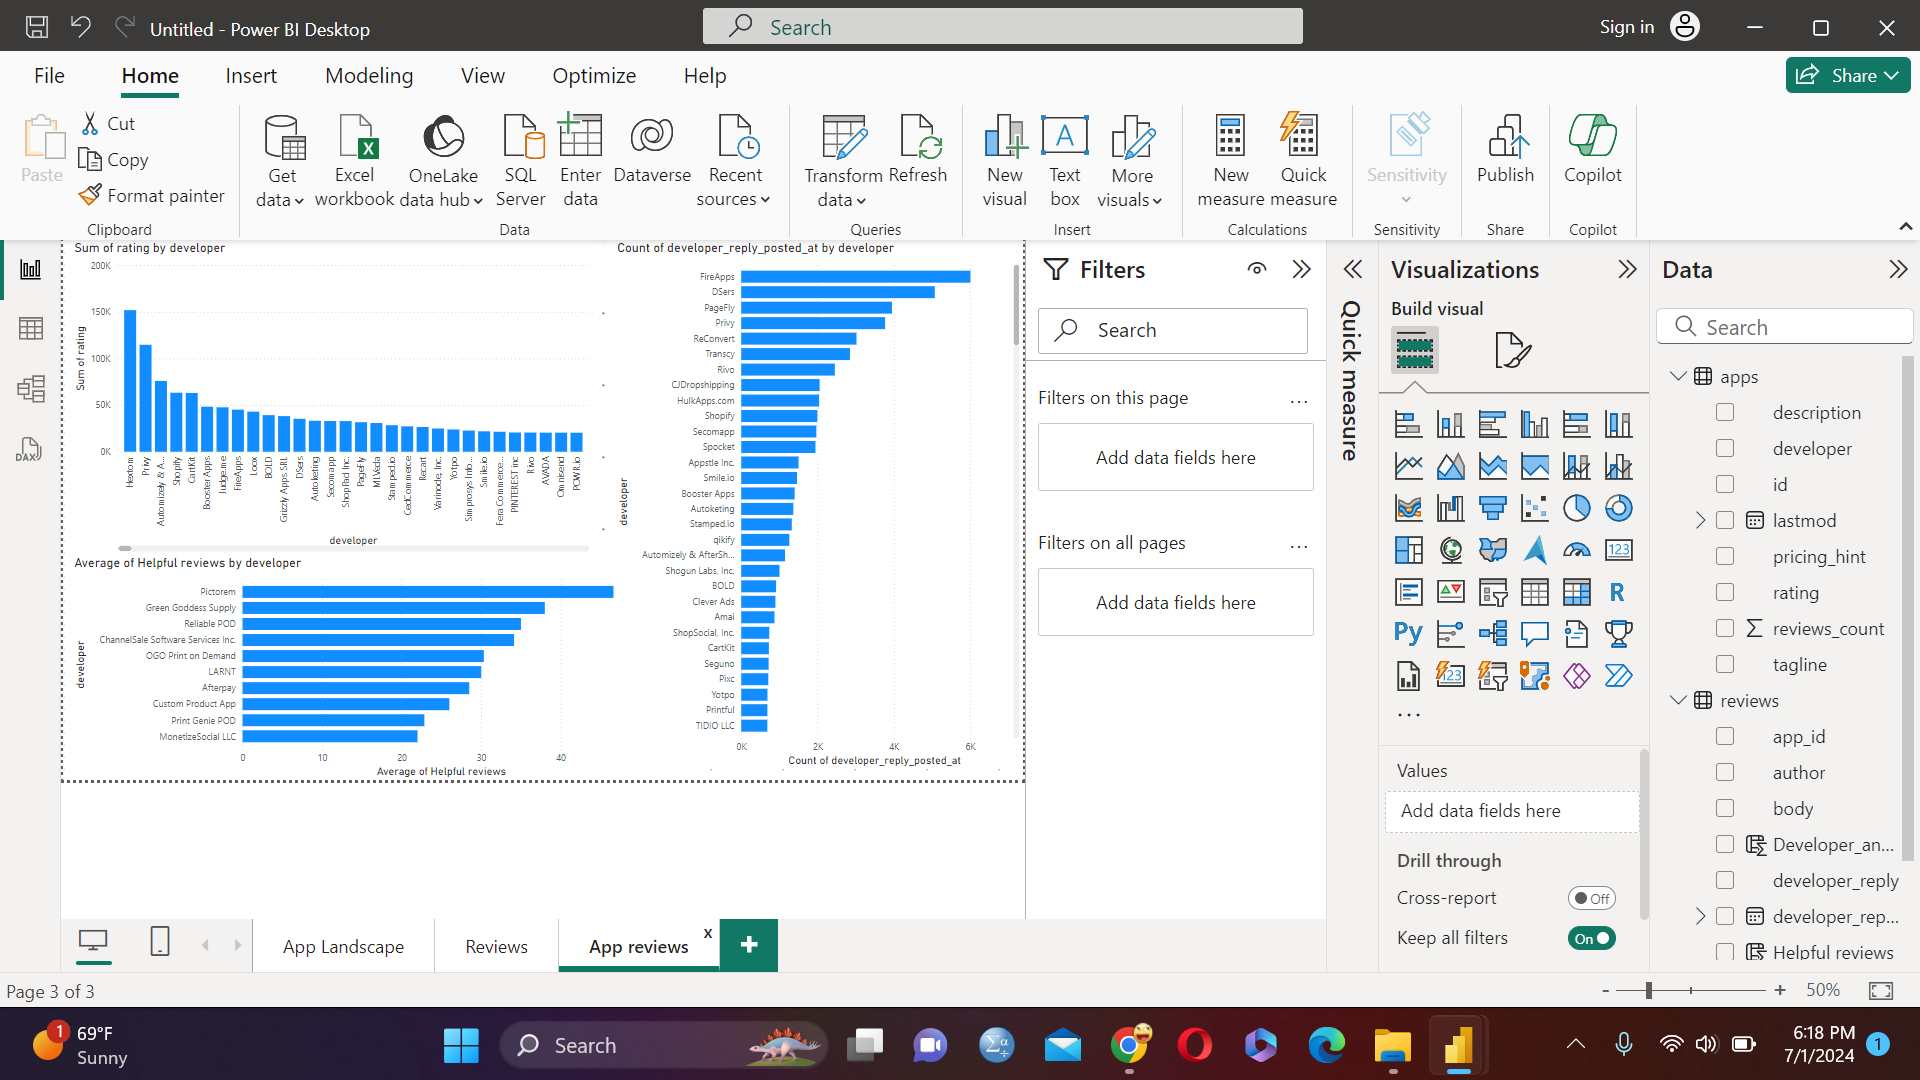 Untitled - Power BI Desktop
Search
Sign in
File
Home
Insert
Modeling
View
Optimize
Help
Share
Paste
Cut
Copy
Format painter
Clipboard
Get data
Excel workbook
OneLake data hub
SQL Server
Enter data
Dataverse
Recent sources
Data
Transform data
Refresh
Queries
New visual
Text box
More visuals
Insert
New measure
Quick measure
Calculations
Sensitivity
Sensitivity
Publish
Share
Copilot
Copilot
Sum of rating by developer
200K
150K
100K
50K
0K
Sum of rating
Hextom
Privy
Automizely & A...
Shopify
CartKit
Booster Apps
Judge.me
FireApps
Loox
BOLD
Grizzly Apps SRL
DSers
Autoketing
Secomapp
ShopPad Inc.
PageFly
MLVeda
Stamped.io
CedCommerce
Recart
Varinode, Inc.
Yotpo
Simprosys Info...
Smile.io
Fera Commerce...
PINTEREST inc
Rivo
AVADA
Omnisend
POWR.io
developer
Average of Helpful reviews by developer
developer
Pictorem
Green Goddess Supply
Reliable POD
ChannelSale Software Services Inc.
OGO Print on Demand
LARNT
Afterpay
Custom Product App
Print Genie POD
MonetizeSocial LLC
0
10
20
30
40
Average of Helpful reviews
Count of developer_reply_posted_at by developer
developer
FireApps
DSers
PageFly
Privy
ReConvert
Transcy
Rivo
CJDropshipping
HulkApps.com
Shopify
Secomapp
Spocket
Appstle Inc.
Smile.io
Booster Apps
Autoketing
Stamped.io
qikify
Automizely & AfterSh...
Shogun Labs, Inc.
BOLD
Clever Ads
Amai
ShopSocial, Inc.
CartKit
Seguno
Pixc
Yotpo
Printful
TIDIO LLC
0K
2K
4K
6K
Count of developer_reply_posted_at
Filters
Search
Filters on this page
...
Add data fields here
Filters on all pages
...
Add data fields here
Quick measure
Visualizations
Build visual
123
R
Py
123
...
Values
Add data fields here
Drill through
Cross-report
Off
Keep all filters
On
Data
Search
apps
description
developer
id
lastmod
pricing_hint
rating
reviews_count
tagline
reviews
app_id
author
body
Developer_an...
developer_reply
developer_rep...
Helpful reviews
DAX
App Landscape
Reviews
App reviews
x
+
Page 3 of 3
-
+
50%
1
69°F
Sunny
Search
6:18 PM
7/1/2024
1